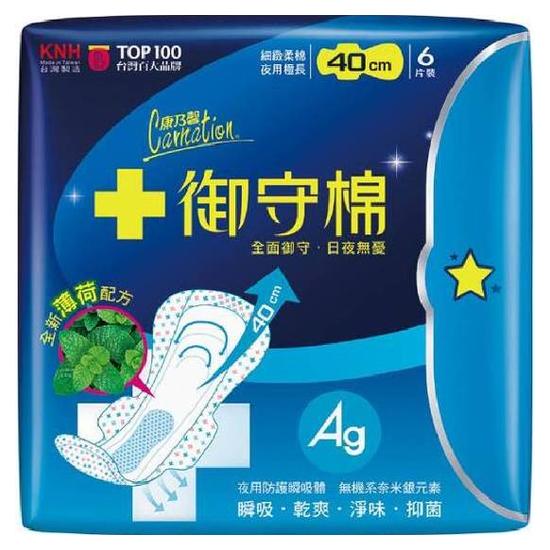 KNH
Made in Taiwan
台灣製造
TOP 100
台灣百大品牌
細緻柔棉
夜用極長
40cm
6
片裝
康乃馨
Carnation
御守棉
全面御守·日夜無憂
全新薄荷配方
40cm
Ag
夜用防護瞬吸體 無機系奈米銀元素
瞬吸·乾爽·淨味·抑菌